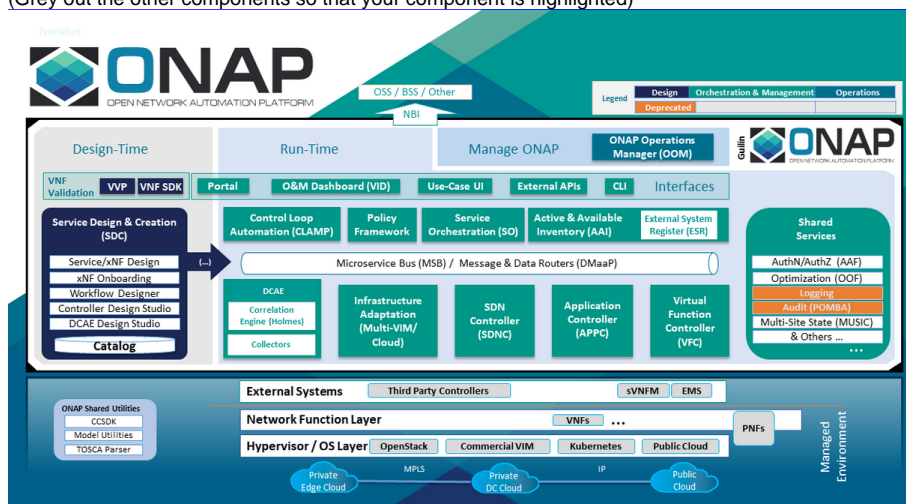 (Grey out the other components so that your component is highlighted)
Frankfurt
ONAP
OPEN NETWORK AUTOMATION PLATFORM
OSS / BSS / Other
NBI
Legend
Design
Orchestration & Management
Operations
Deprecated
Design-Time
Run-Time
Manage ONAP
ONAP Operations
Manager (OOM)
Guilin
ONAP
OPEN NETWORK AUTOMATION PLATFORM
VNF
Validation
VVP
VNF SDK
Portal
O&M Dashboard (VID)
Use-Case UI
External APIs
CLI
Interfaces
Service Design & Creation
(SDC)
Service/xNF Design
xNF Onboarding
Workflow Designer
Controller Design Studio
DCAE Design Studio
Catalog
(...)
Control Loop
Automation (CLAMP)
Policy
Framework
Service
Orchestration (SO)
Active & Available
Inventory (AAI)
External System
Register (ESR)
Microservice Bus (MSB) / Message & Data Routers (DMaaP)
DCAE
Correlation
Engine (Holmes)
Collectors
Infrastructure
Adaptation
(Multi-VIM/
Cloud)
SDN
Controller
(SDNC)
Application
Controller
(APPC)
Virtual
Function
Controller
(VFC)
Shared
Services
AuthN/AuthZ (AAF)
Optimization (OOF)
Logging
Audit (POMBA)
Multi-Site State (MUSIC)
& Others ...
...
ONAP Shared Utilities
CCSDK
Model Utilities
TOSCA Parser
External Systems
Third Party Controllers
sVNFM
EMS
Network Function Layer
VNFs
...
PNFs
Hypervisor / OS Layer
OpenStack
Commercial VIM
Kubernetes
Public Cloud
Managed
Environment
Private
Edge Cloud
MPLS
Private
DC Cloud
IP
Public
Cloud